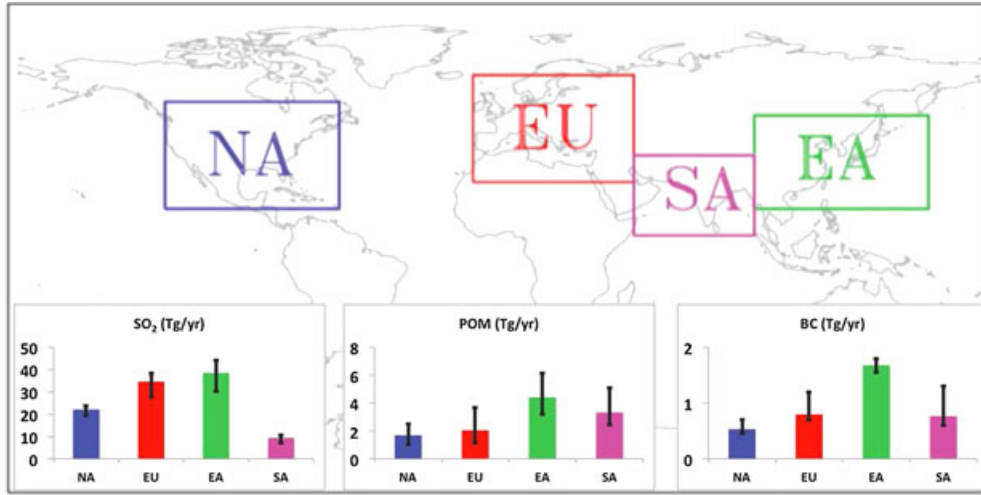 NA
EU
SA
EA
SO₂ (Tg/yr)
50
40
30
20
10
0
NA EU EA SA
POM (Tg/yr)
8
6
4
2
0
NA EU EA SA
BC (Tg/yr)
2
1
0
NA EU EA SA